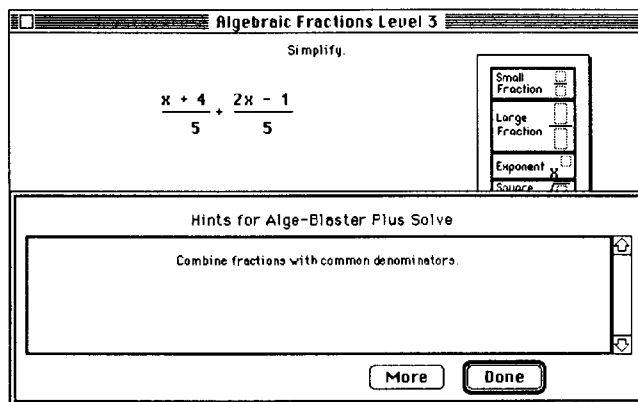 Algebraic Fractions Level 3
Simplify.
x + 4 2x - 1
+
5 5
Small
Fraction
Large
Fraction
Exponent x
Square
Hints for Alge-Blaster Plus Solve
Combine fractions with common denominators.
More Done